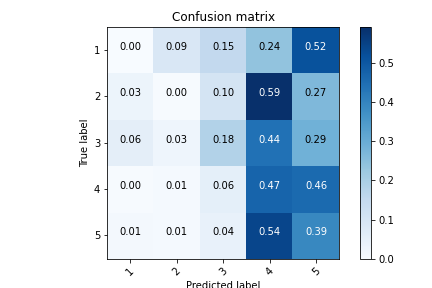 Confusion matrix
1 0.00 0.09 0.15 0.24 0.52
2 0.03 0.00 0.10 0.59 0.27
3 0.06 0.03 0.18 0.44 0.29
4 0.00 0.01 0.06 0.47 0.46
5 0.01 0.01 0.04 0.54 0.39
1 2 3 4 5
True label
Predicted label
0.5
0.4
0.3
0.2
0.1
0.0